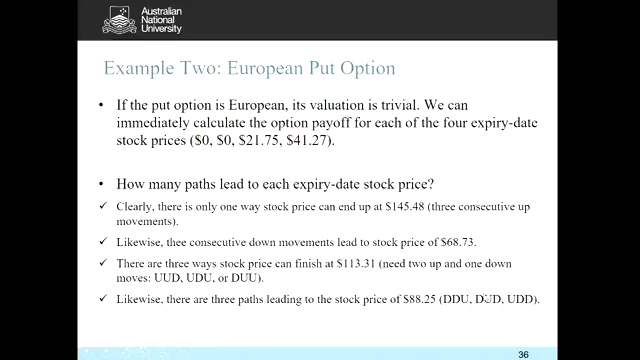 Australian
National
University
Example Two: European Put Option
• If the put option is European, its valuation is trivial. We can
immediately calculate the option payoff for each of the four expiry-date
stock prices ($0, $0, $21.75, $41.27).
• How many paths lead to each expiry-date stock price?
✓ Clearly, there is only one way stock price can end up at $145.48 (three consecutive up
movements).
✓ Likewise, thee consecutive down movements lead to stock price of $68.73.
✓ There are three ways stock price can finish at $113.31 (need two up and one down
moves: UUD, UDU, or DUU).
✓ Likewise, there are three paths leading to the stock price of $88.25 (DDU, DUD, UDD).
36